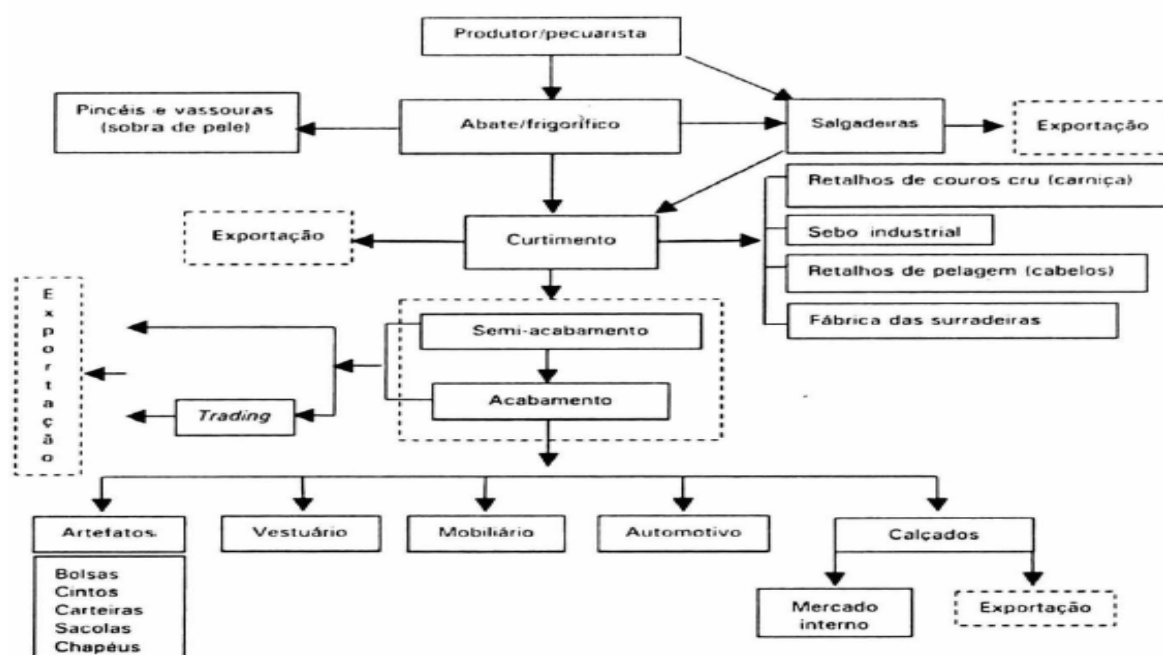 Produtor/pecuarista
Pincéis e vassouras
(sobra de pele)
Abate/frigorífico
Salgadeiras
Exportação
Retalhos de couros cru (carniça)
Exportação
Curtimento
Sebo industrial
Retalhos de pelagem (cabelos)
Fábrica das surradeiras
Exportação
Semi-acabamento
Acabamento
Trading
Artefatos
Vestuário
Mobiliário
Automotivo
Calçados
Bolsas
Cintos
Carteiras
Sacolas
Chapéus
Mercado
interno
Exportação